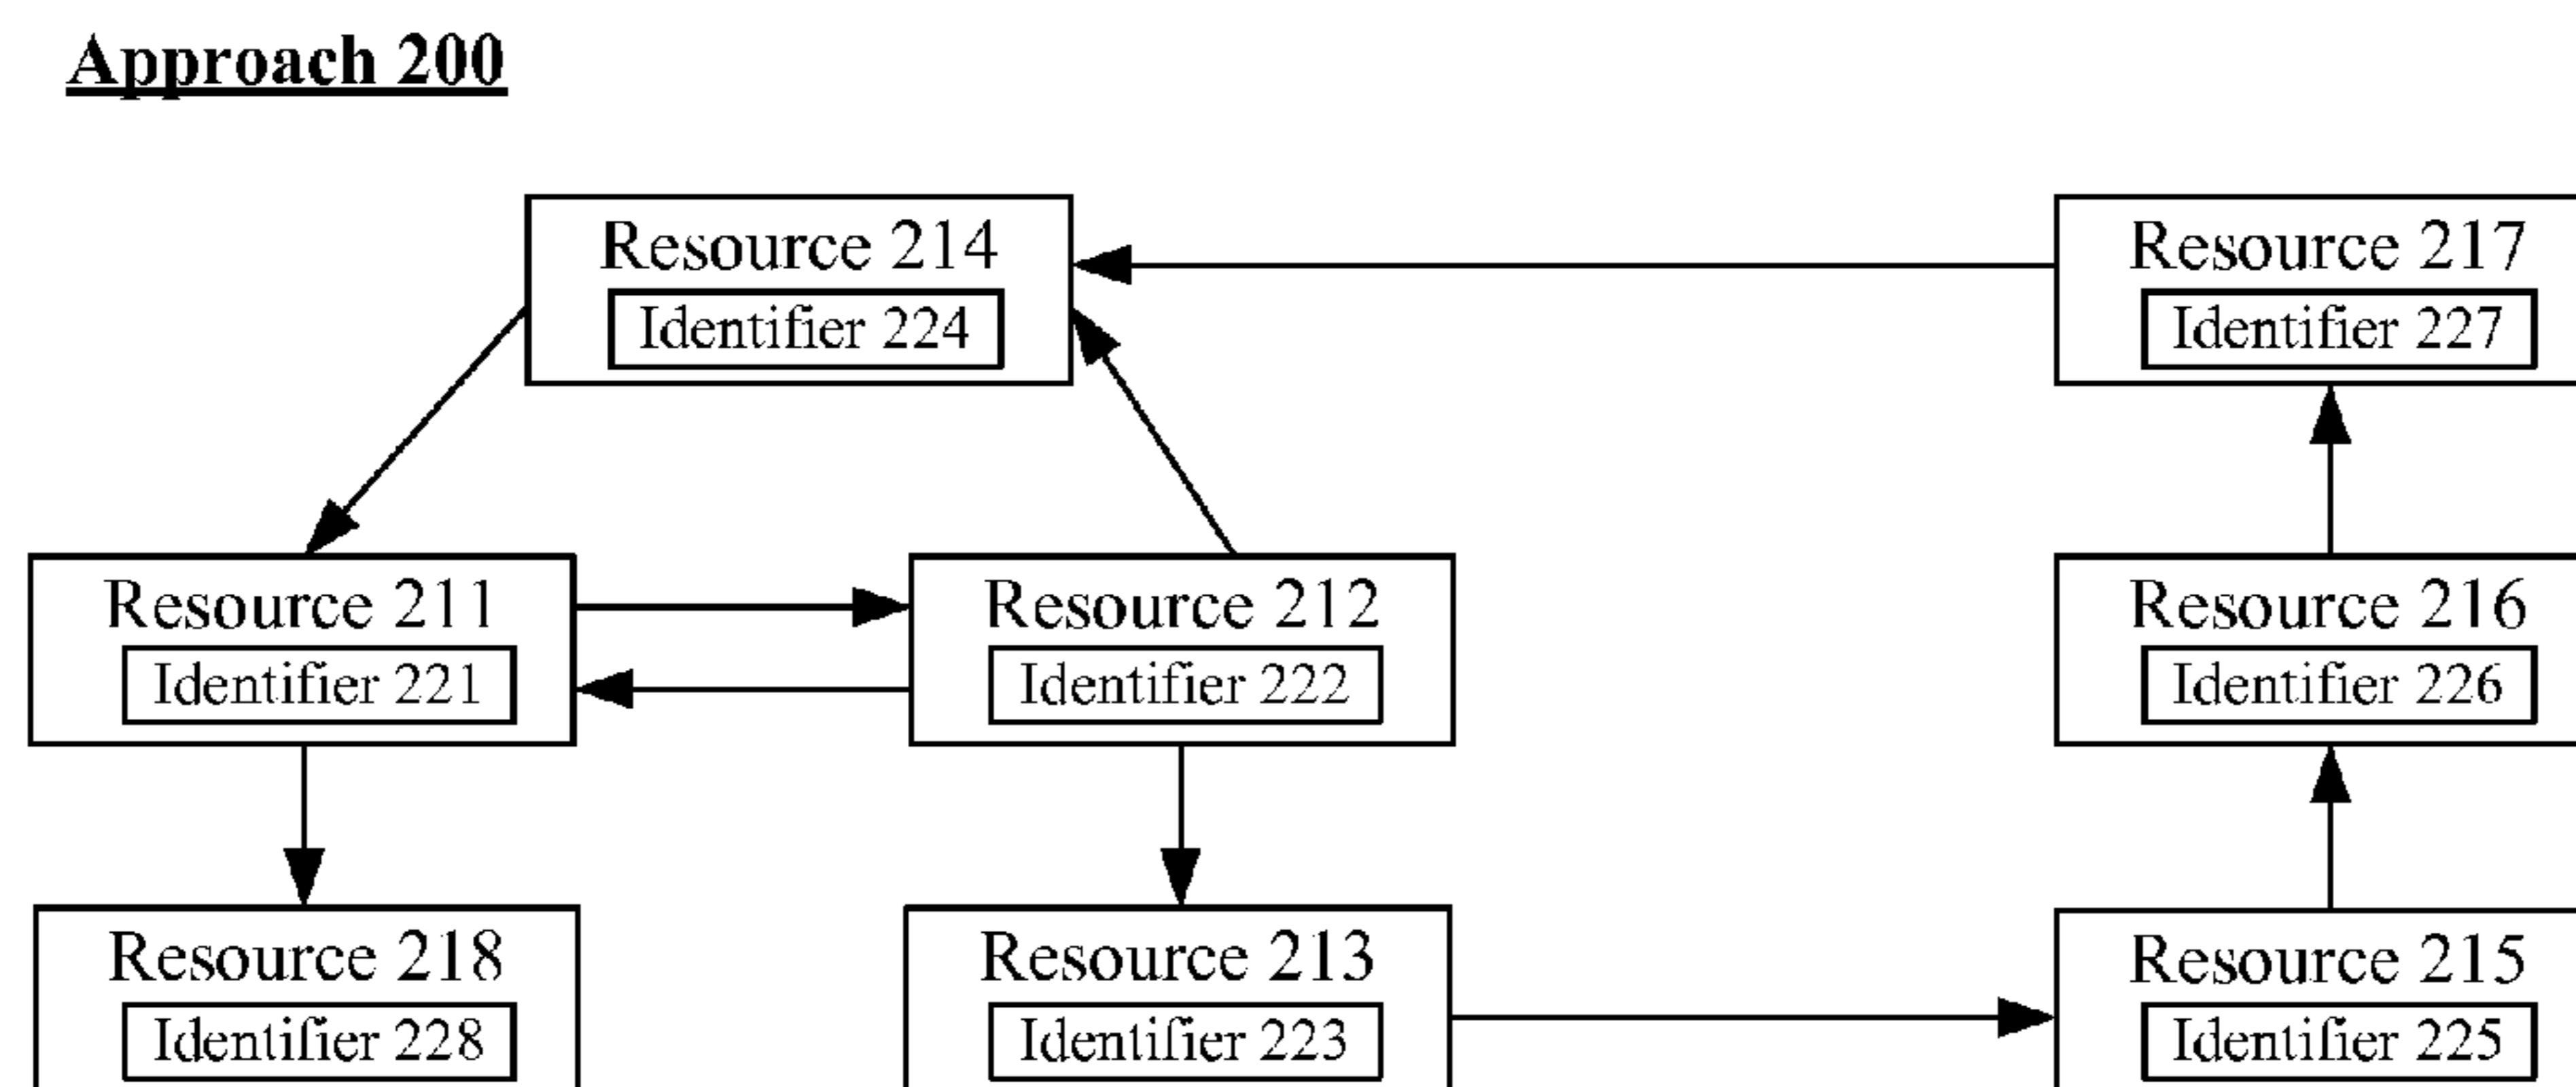 Approach 200
Resource 214
Identifier 224
Resource 217
Identifier 227
Resource 211
Identifier 221
Resource 212
Identifier 222
Resource 216
Identifier 226
Resource 218
Identifier 228
Resource 213
Identifier 223
Resource 215
Identifier 225